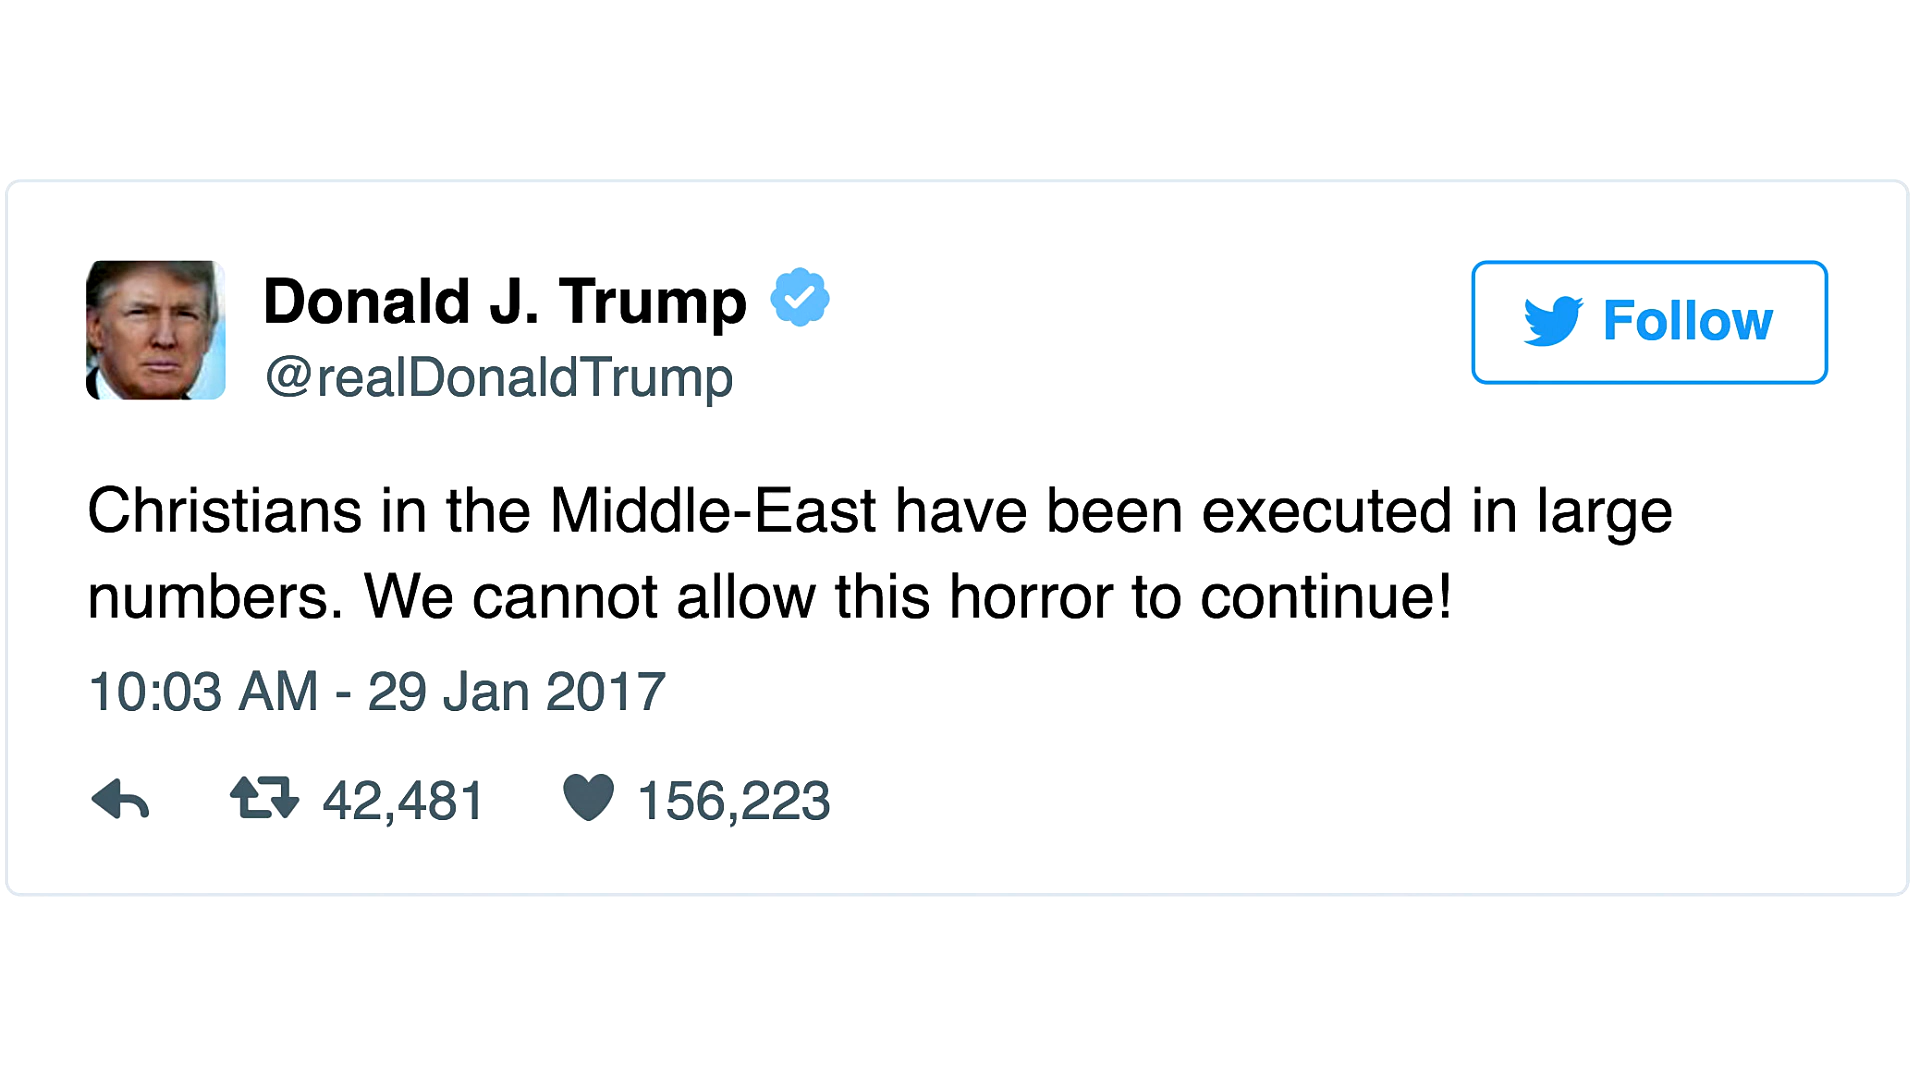 Donald J. Trump
@realDonaldTrump
Follow
Christians in the Middle-East have been executed in large
numbers. We cannot allow this horror to continue!
10:03 AM - 29 Jan 2017
42,481 156,223